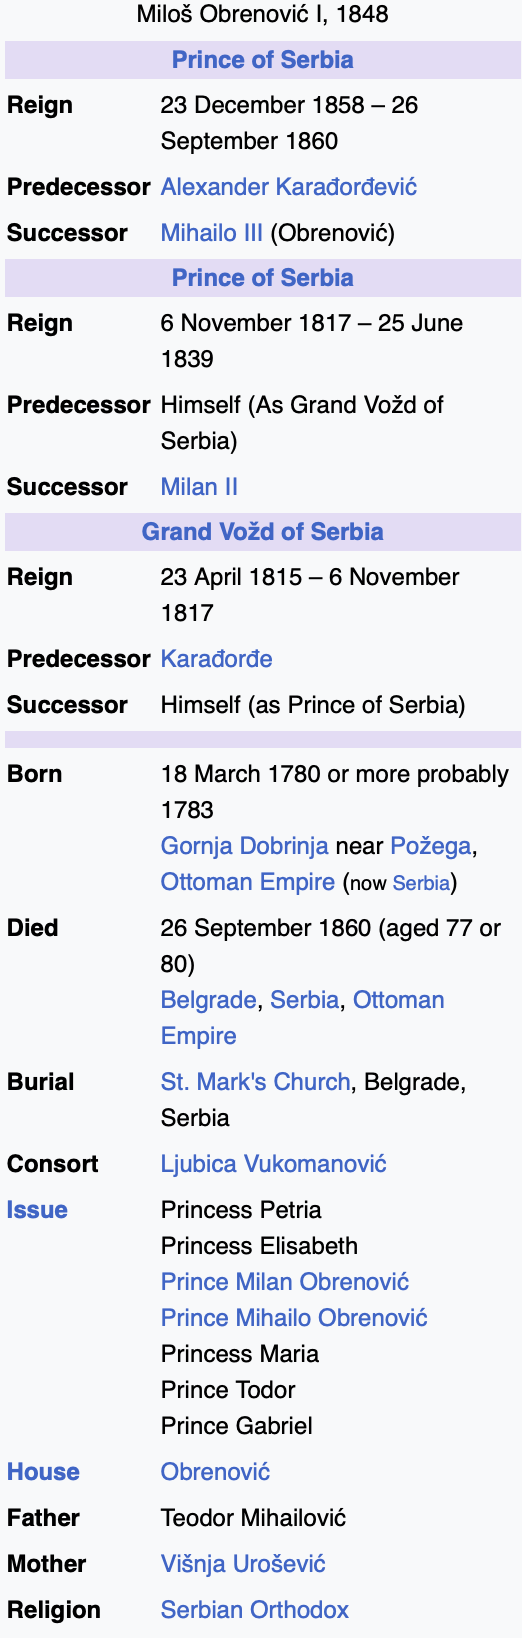 Miloš Obrenović I, 1848
Prince of Serbia
Reign 23 December 1858 – 26
September 1860
Predecessor Alexander Karađorđević
Successor Mihailo III (Obrenović)
Prince of Serbia
Reign 6 November 1817 – 25 June
1839
Predecessor Himself (As Grand Vožd of
Serbia)
Successor Milan II
Grand Vožd of Serbia
Reign 23 April 1815 – 6 November
1817
Predecessor Karađorđe
Successor Himself (as Prince of Serbia)
Born 18 March 1780 or more probably
1783
Gornja Dobrinja near Požega,
Ottoman Empire (now Serbia)
Died 26 September 1860 (aged 77 or
80)
Belgrade, Serbia, Ottoman
Empire
Burial St. Mark's Church, Belgrade,
Serbia
Consort Ljubica Vukomanović
Issue Princess Petria
Princess Elisabeth
Prince Milan Obrenović
Prince Mihailo Obrenović
Princess Maria
Prince Todor
Prince Gabriel
House Obrenović
Father Teodor Mihailović
Mother Višnja Urošević
Religion Serbian Orthodox